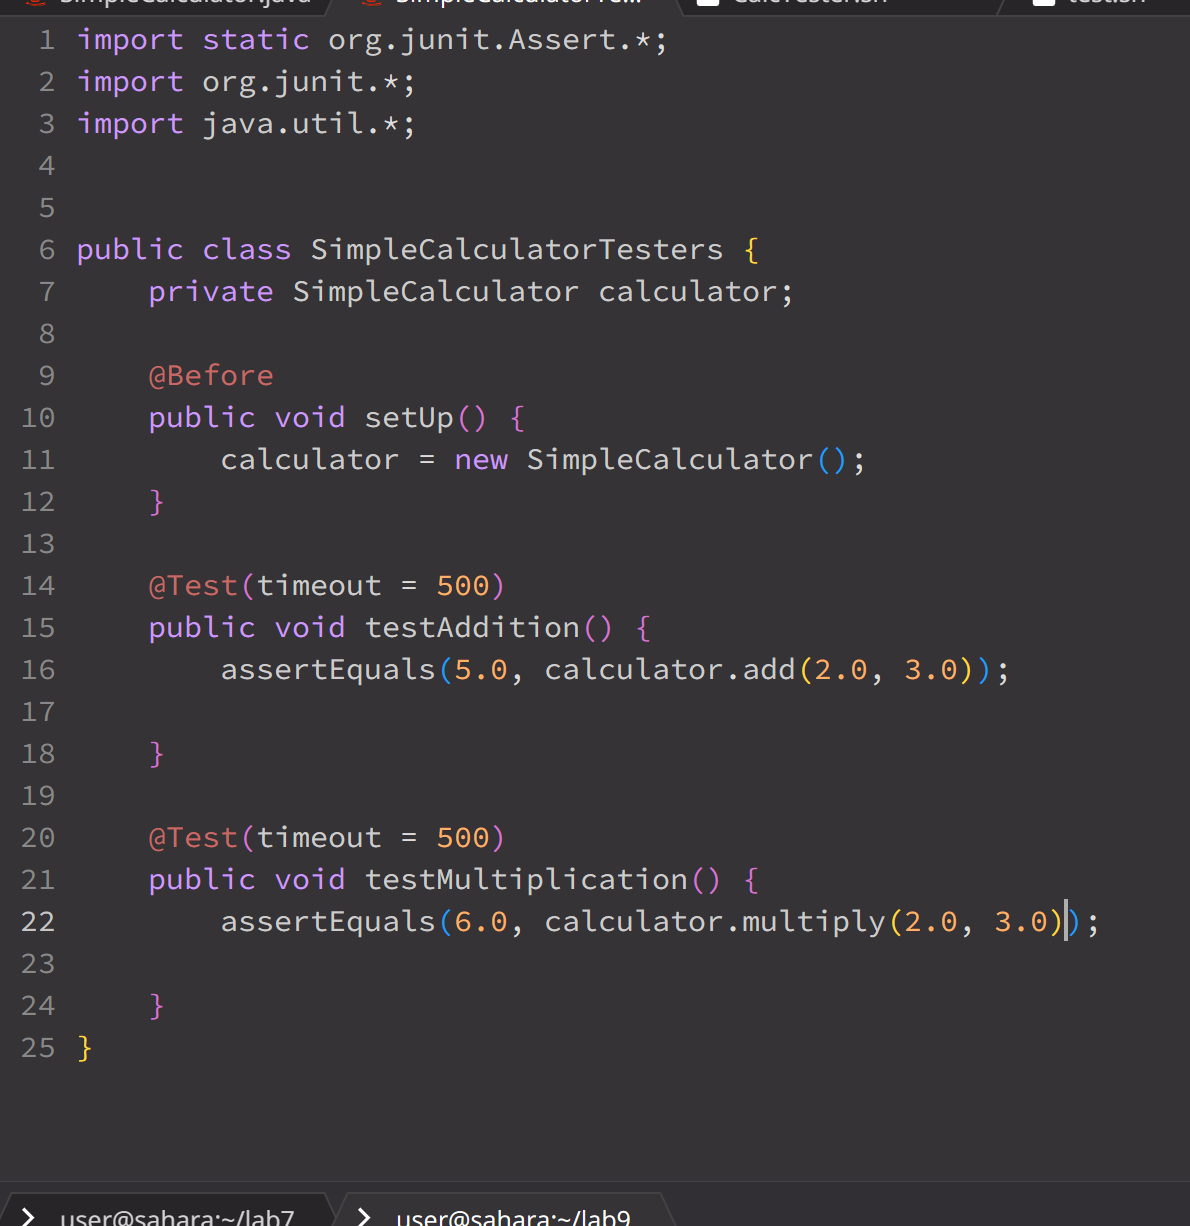 1 import static org.junit.Assert.*;
2 import org.junit.*;
3 import java.util.*;
4
5
6 public class SimpleCalculatorTesters {
7     private SimpleCalculator calculator;
8
9     @Before
10     public void setUp() {
11         calculator = new SimpleCalculator();
12     }
13
14     @Test(timeout = 500)
15     public void testAddition() {
16         assertEquals(5.0, calculator.add(2.0, 3.0));
17
18     }
19
20     @Test(timeout = 500)
21     public void testMultiplication() {
22         assertEquals(6.0, calculator.multiply(2.0, 3.0));
23
24     }
25 }
user@sahara:~/lab7 user@sahara:~/lab9